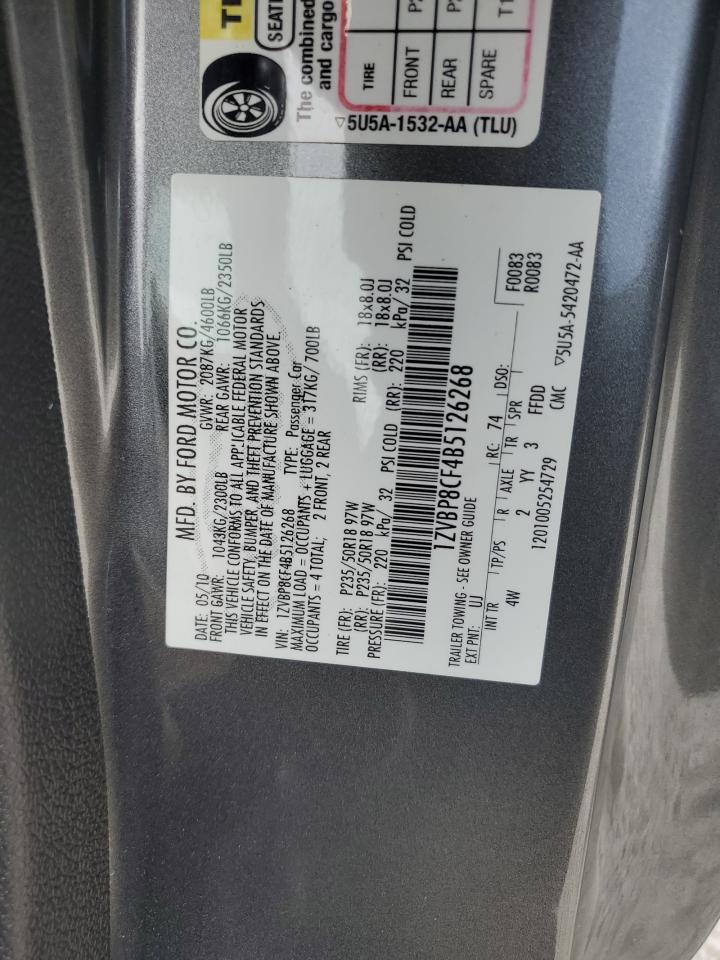 TI
SEATI
The combined
and cargo
TIRE
FRONT P2
REAR P2
SPARE T1
▽5U5A-1532-AA (TLU)
MFD. BY FORD MOTOR CO.
DATE: 05/10 GVWR: 2087KG/4600LB
FRONT GAWR: 1043KG/2300LB REAR GAWR: 1066KG/2350LB
THIS VEHICLE CONFORMS TO ALL APPLICABLE FEDERAL MOTOR
VEHICLE SAFETY, BUMPER, AND THEFT PREVENTION STANDARDS
IN EFFECT ON THE DATE OF MANUFACTURE SHOWN ABOVE.
VIN: 1ZVBP8CF4B5126268 TYPE: Passenger Car
MAXIMUM LOAD = OCCUPANTS + LUGGAGE = 317KG/700LB
OCCUPANTS = 4 TOTAL; 2 FRONT, 2 REAR
TIRE (FR): P235/50R18 97W RIMS (FR): 18x8.0J
(RR): P235/50R18 97W (RR): 18x8.0J
PRESSURE (FR): 220 kPa/ 32 PSI COLD (RR): 220 kPa/ 32 PSI COLD
1ZVBP8CF4B5126268
TRAILER TOWING - SEE OWNER GUIDE
EXT PNT: UJ RC: 74 DSO: F0083
R0083
INT TR TP/PS R AXLE TR SPR
4W 2 YY 3 FFDD
1201005254729 CMC ▽5U5A-5420472-AA